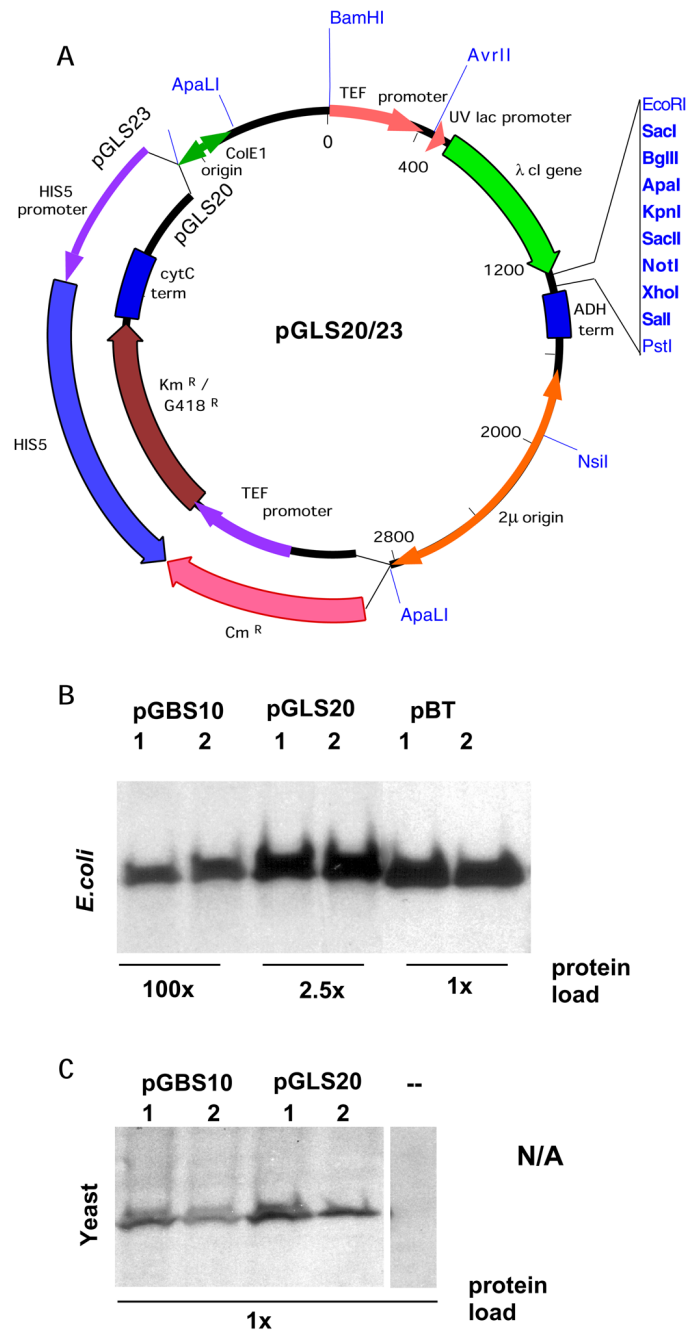 A
BamHI
AvrII
ApaLI
TEF promoter
UV lac promoter
0
400
pGLS23
ColE1
origin
pGLS20
HIS5
promoter
λ cI gene
EcoRI
SacI
BglII
ApaI
KpnI
SacII
NotI
XhoI
SalI
PstI
1200
cytC
term
ADH
term
pGLS20/23
Km R /
G418 R
HIS5
2000
NsiI
TEF
promoter
2μ origin
2800
ApaLI
Cm R
B
pGBS10 pGLS20 pBT
1 2 1 2 1 2
E.coli
100x 2.5x 1x
protein
load
C
pGBS10 pGLS20 --
1 2 1 2
N/A
Yeast
1x
protein
load